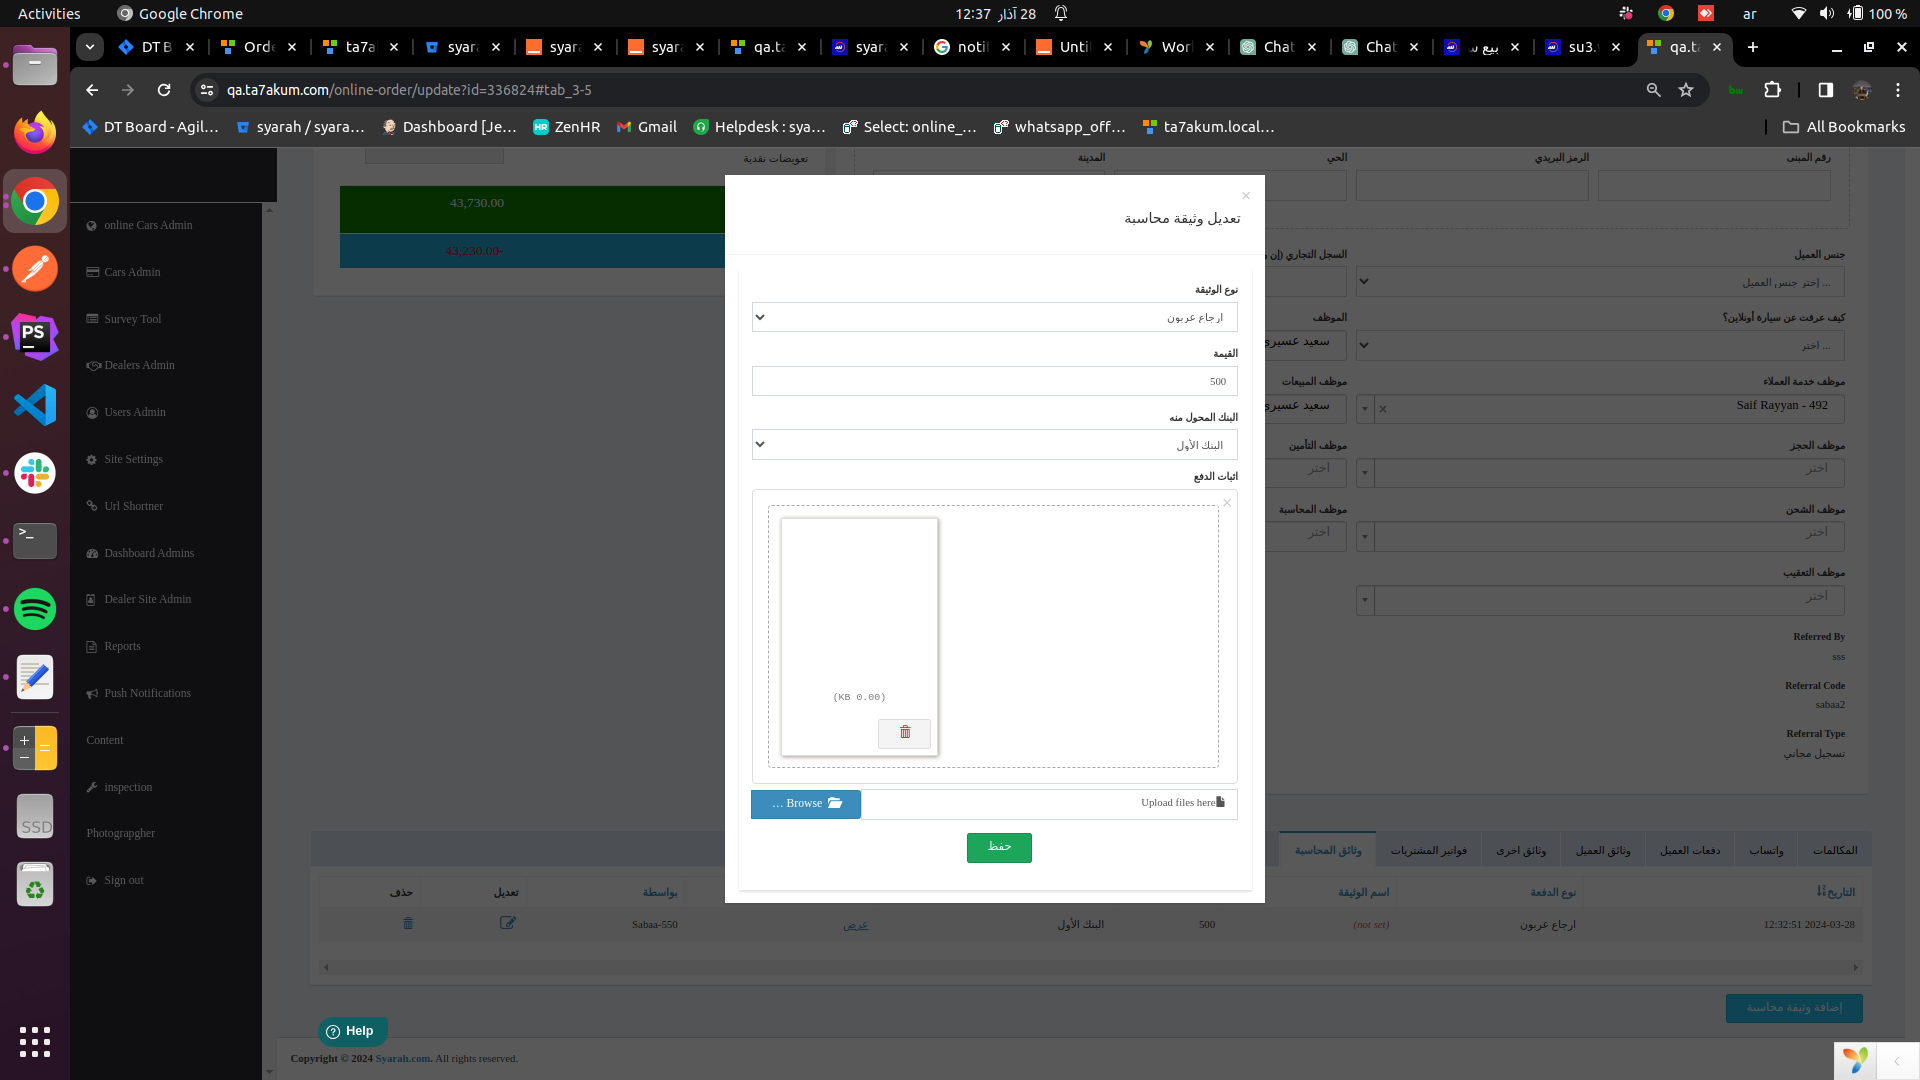 Activities
Google Chrome
28 آذار 12:37
ar
100 %
DT B
Orde
ta7a
syara
syara
syara
qa.ta
syara
notif
Until
Worl
Chat
Chat
بيع س
su3.
qa.ta
qa.ta7akum.com/online-order/update?id=336824#tab_3-5
DT Board - Agil...
syarah / syara...
Dashboard [Je...
ZenHR
Gmail
Helpdesk : sya...
Select: online_...
whatsapp_off...
ta7akum.local...
All Bookmarks
online Cars Admin
Cars Admin
Survey Tool
Dealers Admin
Users Admin
Site Settings
Url Shortner
Dashboard Admins
Dealer Site Admin
Reports
Push Notifications
Content
inspection
Photograpgher
Sign out
تعويضات نقدية
43,730.00
43,230.00-
رقم المبنى
الرمز البريدي
الحي
المدينة
جنس العميل
... إختر جنس العميل
السجل التجاري (إن و
كيف عرفت عن سيارة أونلاين؟
... اختر
الموظف
سعيد عسيري
موظف خدمة العملاء
Saif Rayyan - 492
موظف المبيعات
سعيد عسيري
موظف الحجز
اختر
موظف التأمين
اختر
موظف الشحن
اختر
موظف المحاسبة
اختر
موظف التعقيب
اختر
Referred By
sss
Referral Code
sabaa2
Referral Type
تسجيل مجاني
×
تعديل وثيقة محاسبة
نوع الوثيقة
ارجاع عربون
القيمة
500
البنك المحول منه
البنك الأول
اثبات الدفع
×
(KB 0.00)
Browse ...
Upload files here
حفظ
المكالمات
واتساب
دفعات العميل
وثائق العميل
وثائق اخرى
فواتير المشتريات
وثائق المحاسبة
التاريخ
نوع الدفعة
اسم الوثيقة
بواسطة
تعديل
حذف
12:32:51 2024-03-28
ارجاع عربون
(not set)
500
البنك الأول
عرض
Sabaa-550
إضافة وثيقة محاسبة
Help
Copyright © 2024 Syarah.com. All rights reserved.
PS
SSD